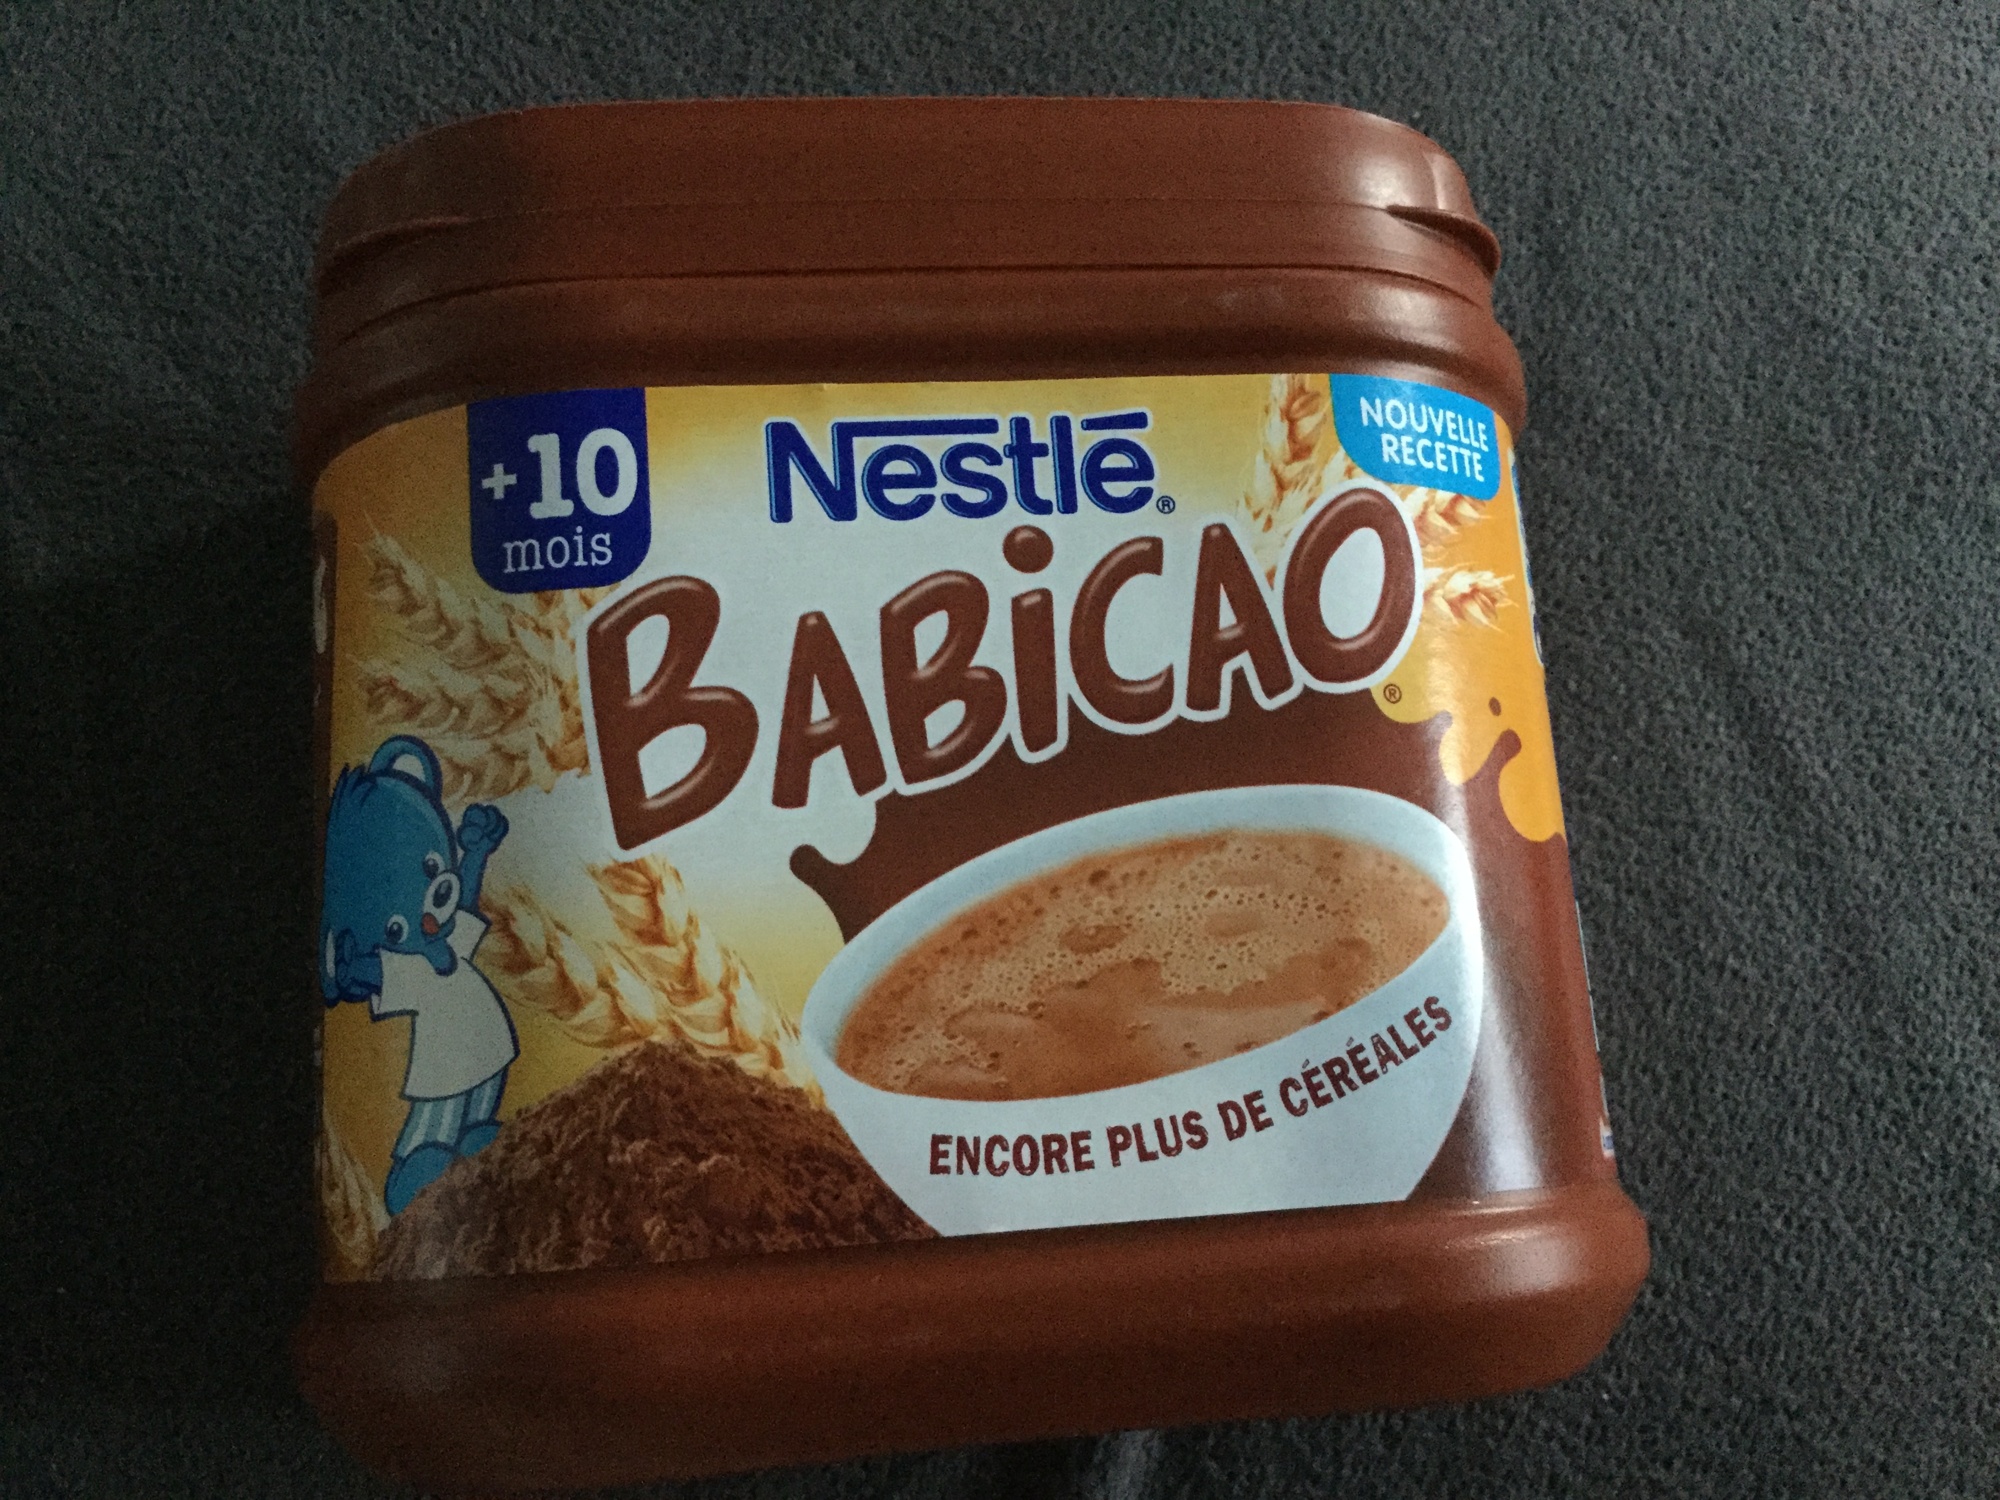 +10
mois
Nestlé®
NOUVELLE
RECETTE
BABiCAO®
ENCORE PLUS DE CÉRÉALES